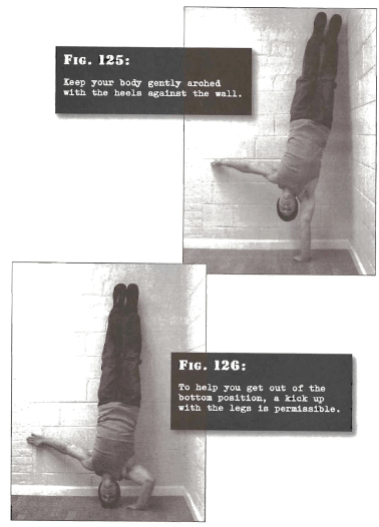 FIG. 125:
Keep your body gently arched
with the heels against the wall.
FIG. 126:
To help you get out of the
bottom position, a kick up
with the legs is permissible.